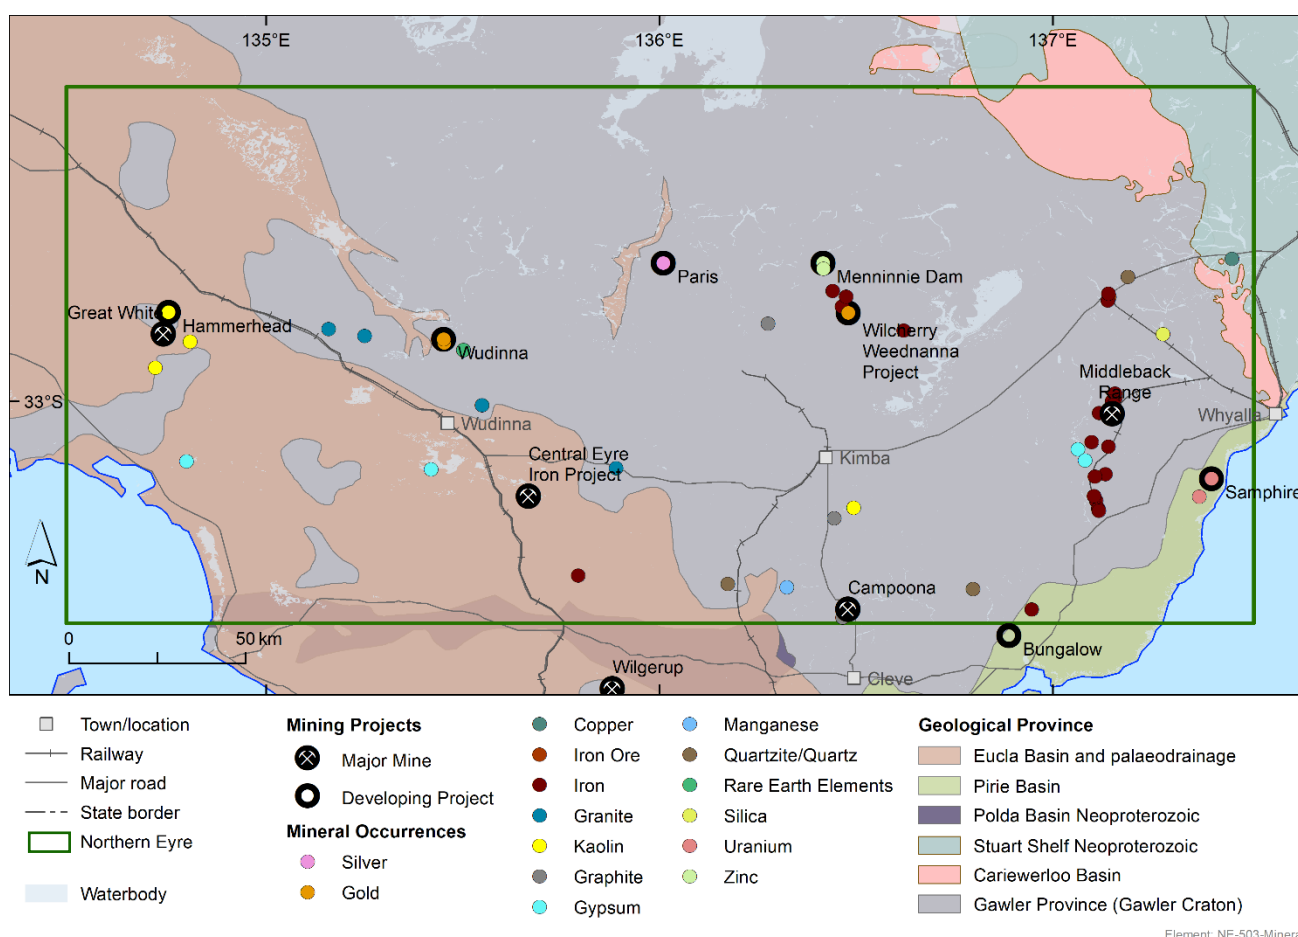 135°E
136°E
137°E
Paris
Menninnie Dam
Great White
Hammerhead
Wudinna
Wilcherry
Weednanna
Project
Middleback
Range
33°S
Whyalla
Wudinna
Kimba
Central Eyre
Iron Project
Samphire
N
Campoona
0
50 km
Bungalow
Wilgerup
Cleve
Town/location
Railway
Major road
State border
Northern Eyre
Waterbody
Mining Projects
Major Mine
Developing Project
Mineral Occurrences
Silver
Gold
Copper
Iron Ore
Iron
Granite
Kaolin
Graphite
Gypsum
Manganese
Quartzite/Quartz
Rare Earth Elements
Silica
Uranium
Zinc
Geological Province
Eucla Basin and palaeodrainage
Pirie Basin
Polda Basin Neoproterozoic
Stuart Shelf Neoproterozoic
Cariewerloo Basin
Gawler Province (Gawler Craton)
Element: NE-503-Minera